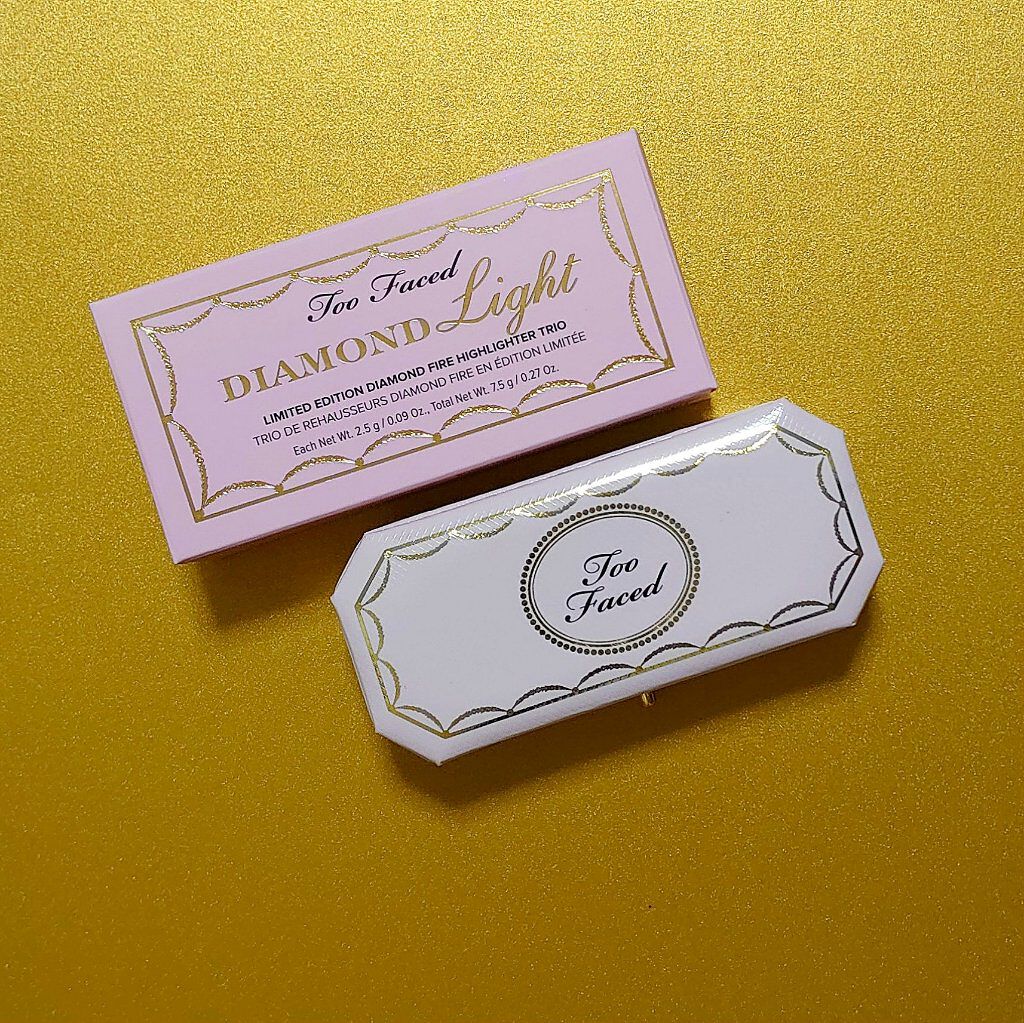 Too Faced
DIAMOND Light
LIMITED EDITION DIAMOND FIRE HIGHLIGHTER TRIO
TRIO DE REHAUSSEURS DIAMOND FIRE EN ÉDITION LIMITÉE
Each Net Wt. 2.5 g / 0.09 Oz., Total Net Wt. 7.5 g / 0.27 Oz.
Too
Faced